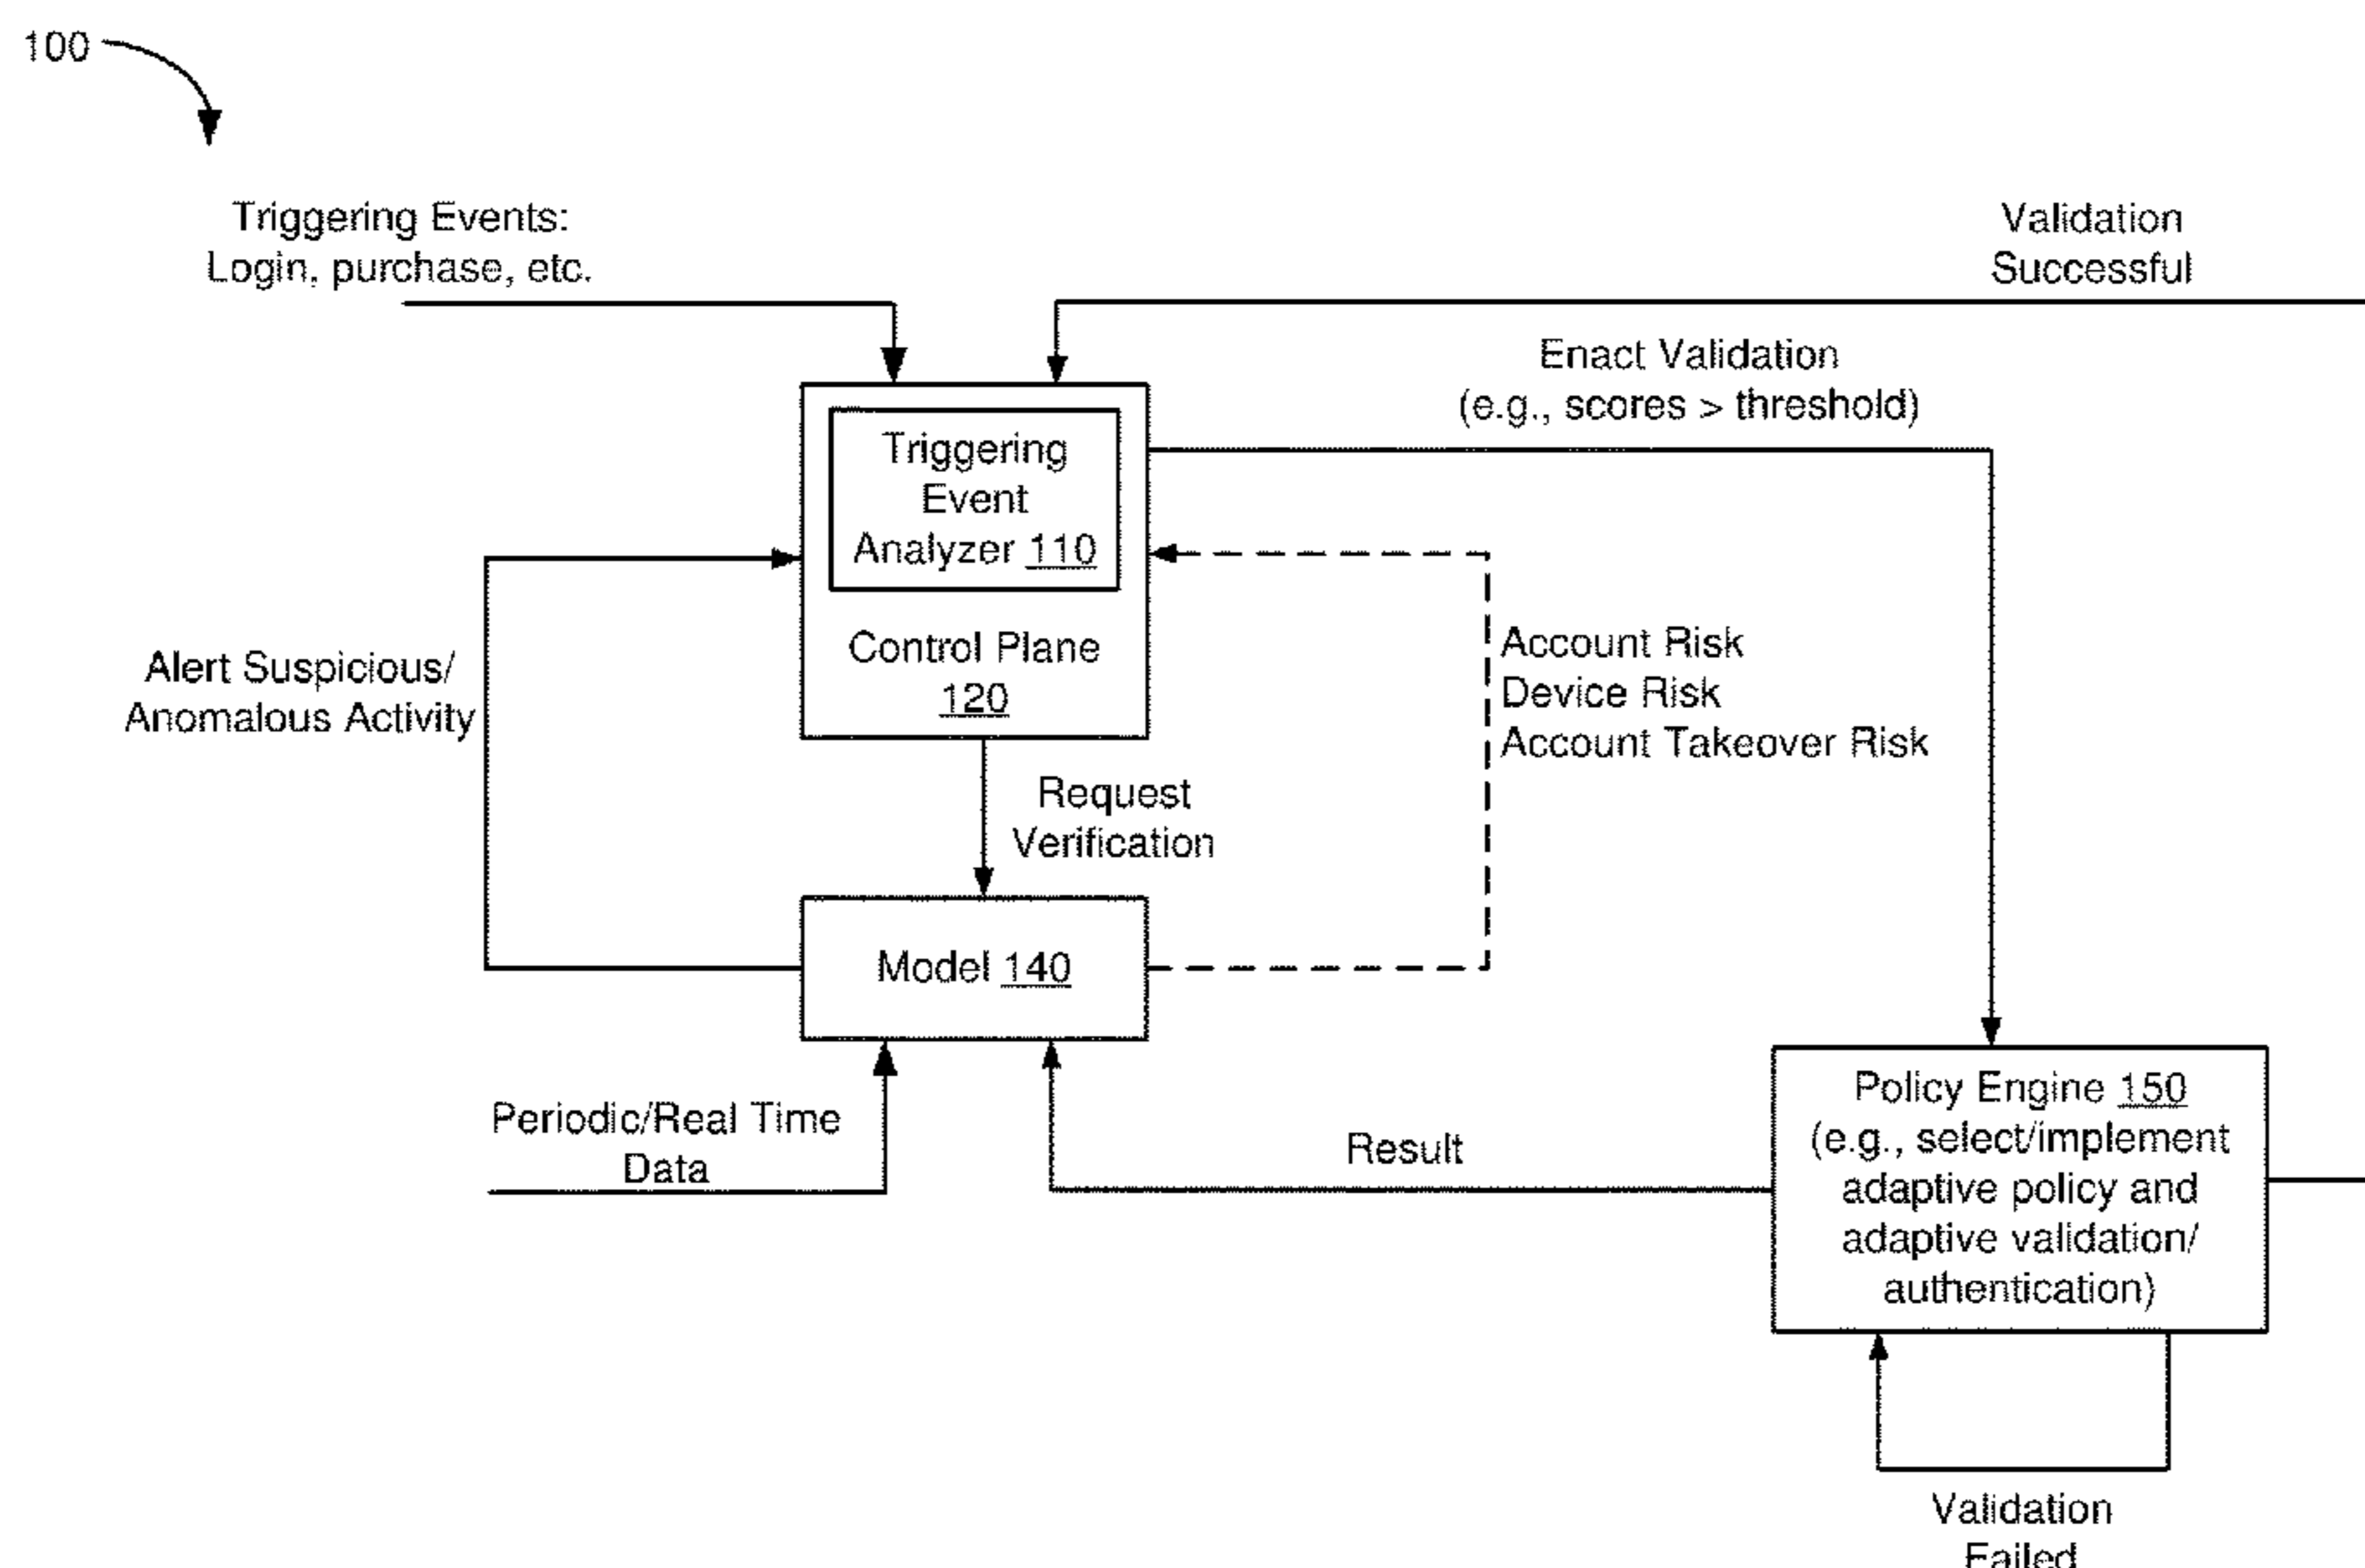 100
Triggering Events:
Login, purchase, etc.
Validation
Successful
Enact Validation
(e.g., scores > threshold)
Triggering
Event
Analyzer 110
Control Plane
120
Alert Suspicious/
Anomalous Activity
Account Risk
Device Risk
Account Takeover Risk
Request
Verification
Model 140
Periodic/Real Time
Data
Result
Policy Engine 150
(e.g., select/implement
adaptive policy and
adaptive validation/
authentication)
Validation
Failed